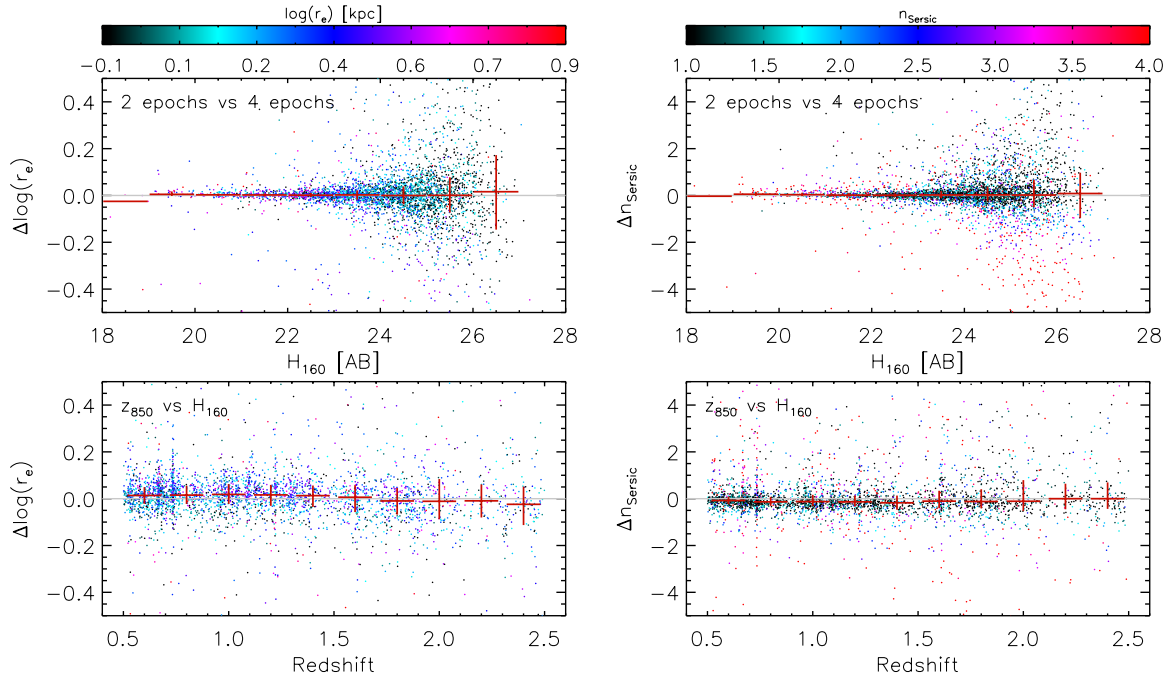 log(r_e) [kpc]
n_Sersic
−0.1 0.1 0.2 0.4 0.6 0.7 0.9
1.0 1.5 2.0 2.5 3.0 3.5 4.0
2 epochs vs 4 epochs
2 epochs vs 4 epochs
Δlog(r_e)
0.4
0.2
0.0
−0.2
−0.4
Δn_Sersic
4
2
0
−2
−4
18 20 22 24 26 28
18 20 22 24 26 28
H_160 [AB]
H_160 [AB]
z_850 vs H_160
z_850 vs H_160
Δlog(r_e)
0.4
0.2
0.0
−0.2
−0.4
Δn_Sersic
4
2
0
−2
−4
0.5 1.0 1.5 2.0 2.5
0.5 1.0 1.5 2.0 2.5
Redshift
Redshift